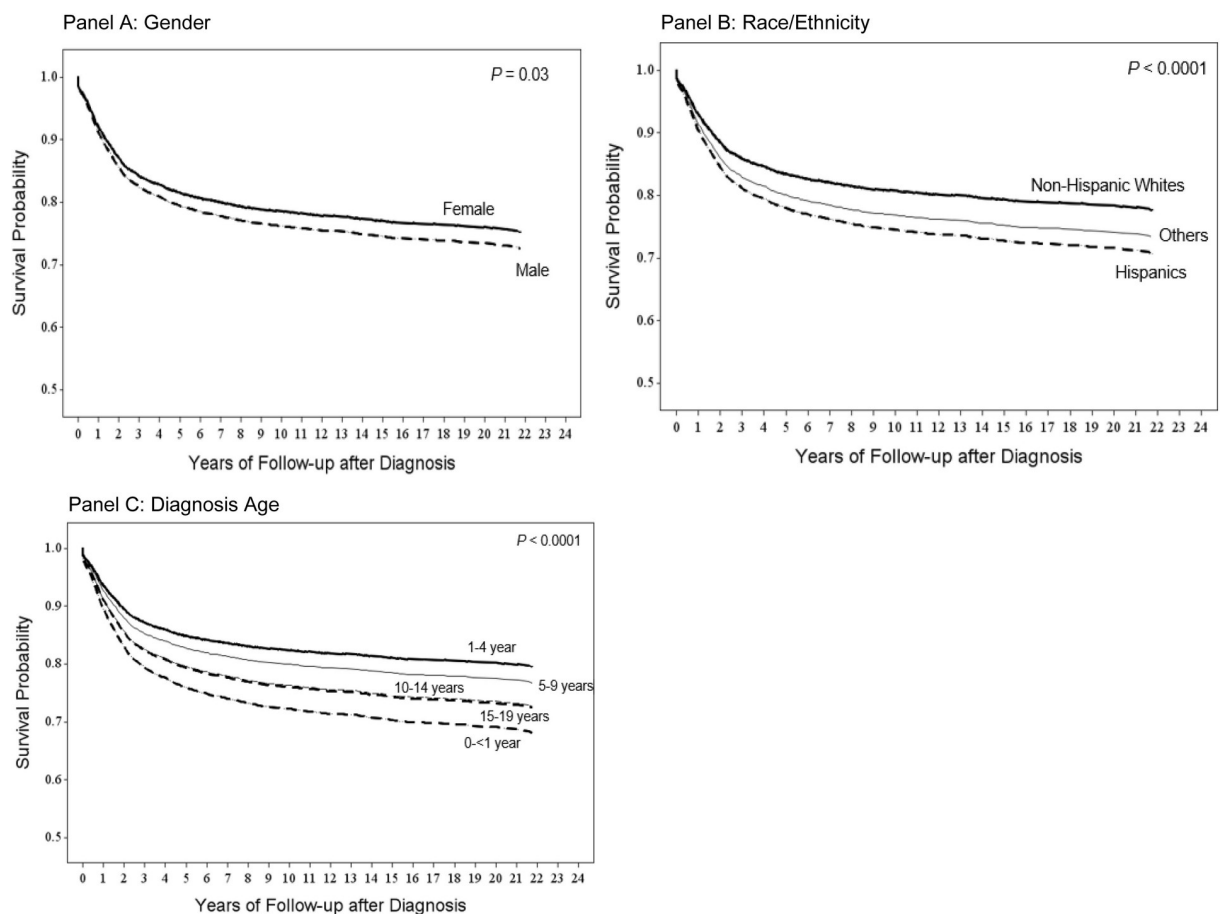 Panel A: Gender
P = 0.03
1.0
0.9
0.8
0.7
0.6
0.5
Survival Probability
Female
Male
0 1 2 3 4 5 6 7 8 9 10 11 12 13 14 15 16 17 18 19 20 21 22 23 24
Years of Follow-up after Diagnosis
Panel B: Race/Ethnicity
P < 0.0001
1.0
0.9
0.8
0.7
0.6
0.5
Survival Probability
Non-Hispanic Whites
Others
Hispanics
0 1 2 3 4 5 6 7 8 9 10 11 12 13 14 15 16 17 18 19 20 21 22 23 24
Years of Follow-up after Diagnosis
Panel C: Diagnosis Age
P < 0.0001
1.0
0.9
0.8
0.7
0.6
0.5
Survival Probability
1-4 year
5-9 years
10-14 years
15-19 years
0-<1 year
0 1 2 3 4 5 6 7 8 9 10 11 12 13 14 15 16 17 18 19 20 21 22 23 24
Years of Follow-up after Diagnosis